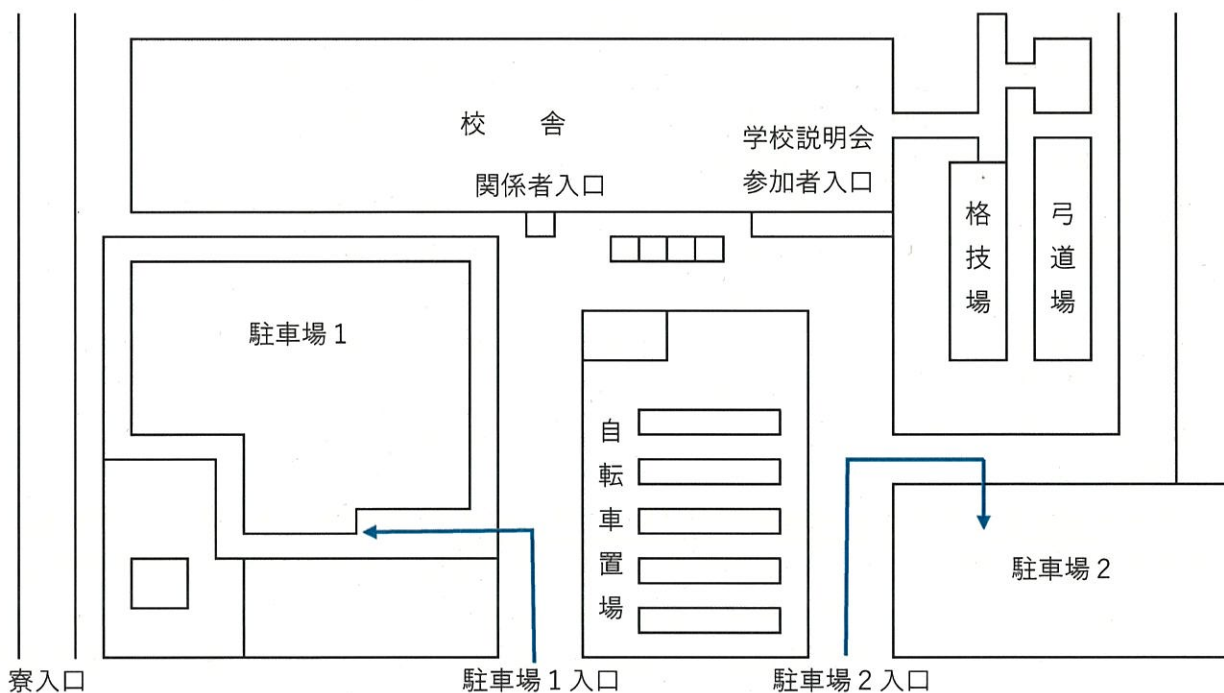 校　　舎
学校説明会
参加者入口
関係者入口
格技場
弓道場
駐車場1
自転車置場
駐車場2
寮入口
駐車場1入口
駐車場2入口